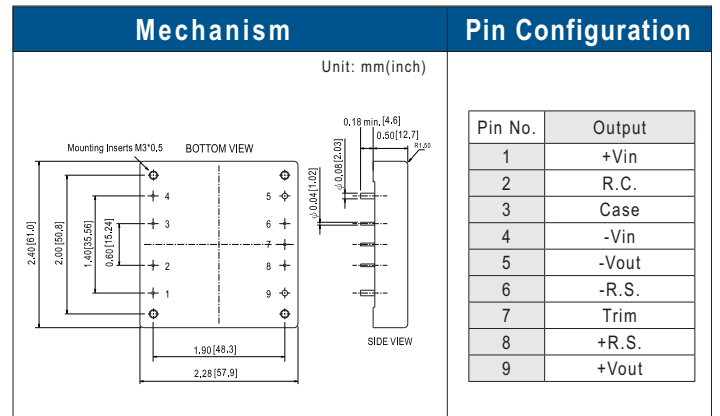 Mechanism
Pin Configuration
Unit: mm(inch)
0.18 min. [4.6]
0.50 [12.7]
R1.50
Mounting Inserts M3*0.5
BOTTOM VIEW
ϕ 0.08 [2.03]
ϕ 0.04 [1.02]
2.40 [61.0]
2.00 [50.8]
1.40 [35.56]
0.60 [15.24]
4
5
3
6
7
2
8
1
9
SIDE VIEW
1.90 [48.3]
2.28 [57.9]
Pin No. Output
1 +Vin
2 R.C.
3 Case
4 -Vin
5 -Vout
6 -R.S.
7 Trim
8 +R.S.
9 +Vout